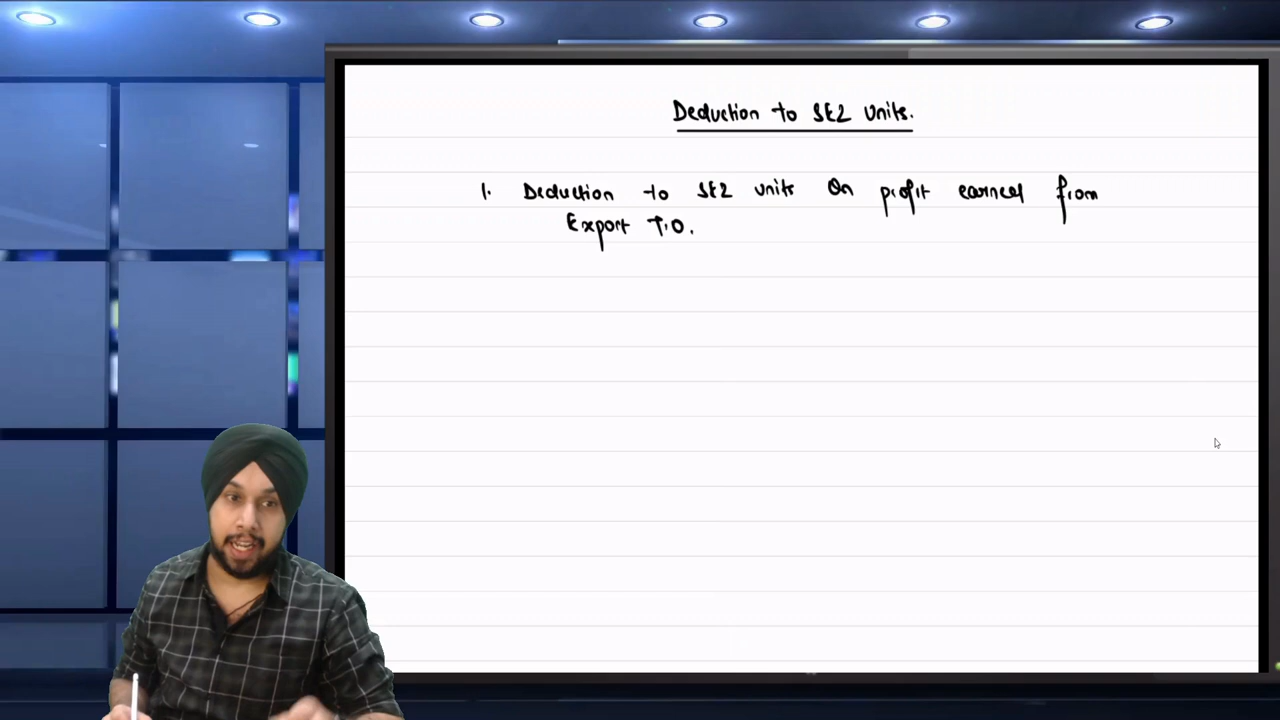 Deduction to SEZ Units.
1. Deduction to SEZ units on profit earned from
Export T.O.